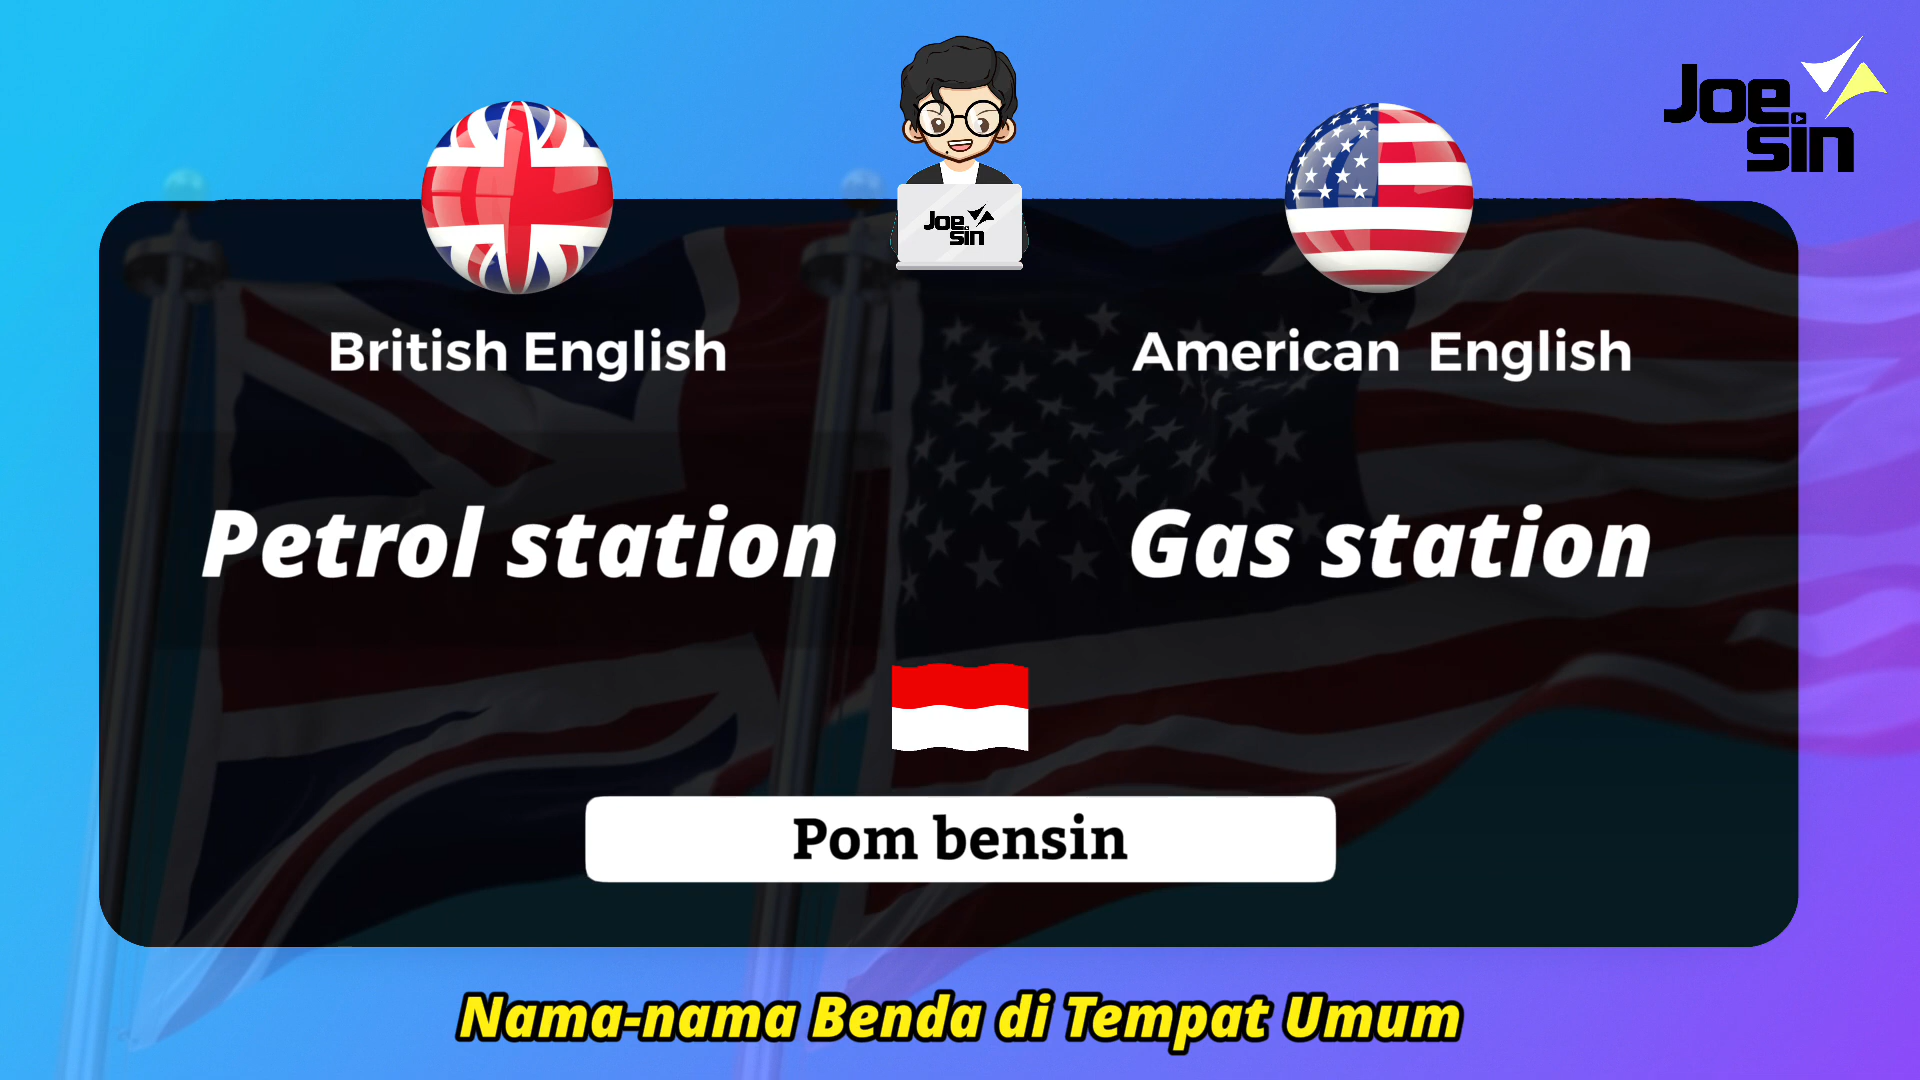 Joe
sin
Joe
sin
British English
American English
Petrol station
Gas station
Pom bensin
Nama-nama Benda di Tempat Umum